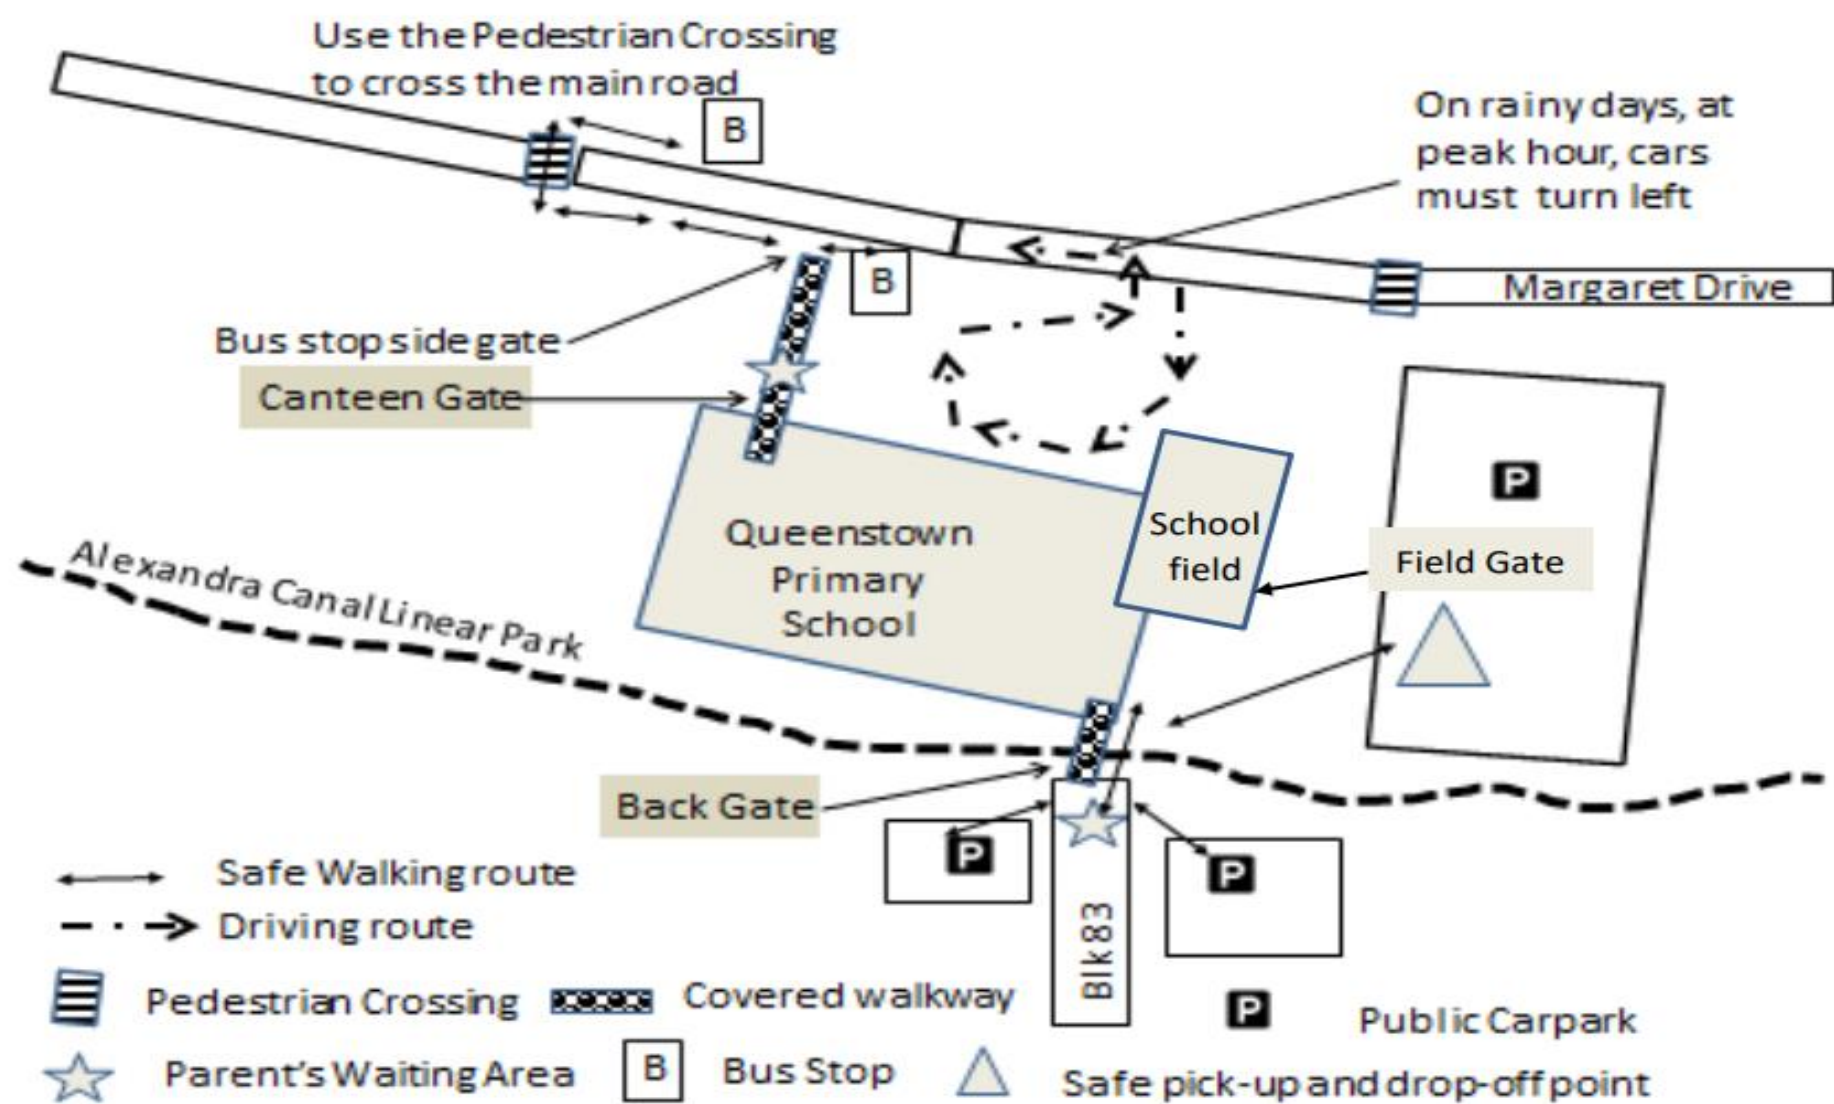 Use the Pedestrian Crossing
to cross the main road
B
On rainy days, at
peak hour, cars
must turn left
B
Margaret Drive
Bus stop side gate
Canteen Gate
P
Queenstown
Primary
School
School
field
Field Gate
Alexandra Canal Linear Park
Back Gate
P
P
Blk 83
Safe Walking route
Driving route
Pedestrian Crossing
Covered walkway
P
Public Carpark
Parent's Waiting Area
B
Bus Stop
Safe pick-up and drop-off point